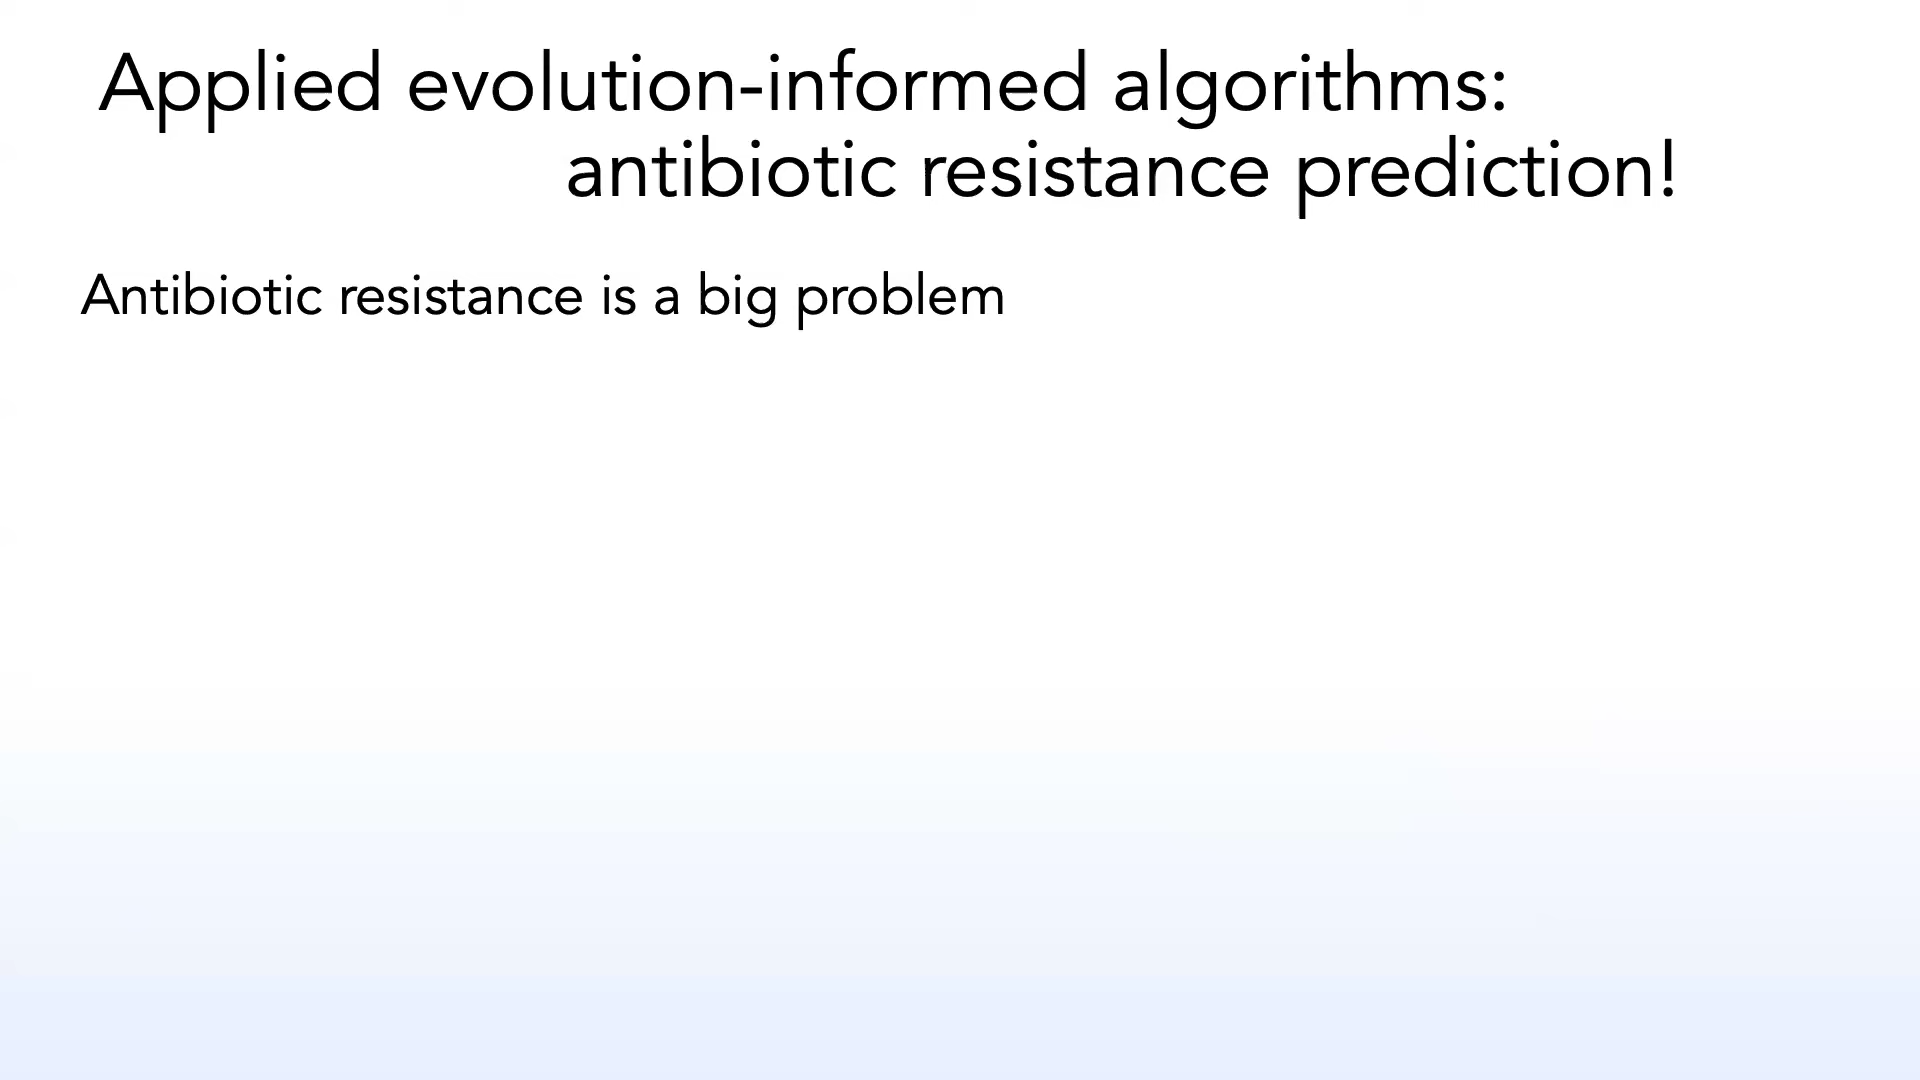 Applied evolution-informed algorithms:
antibiotic resistance prediction!
Antibiotic resistance is a big problem